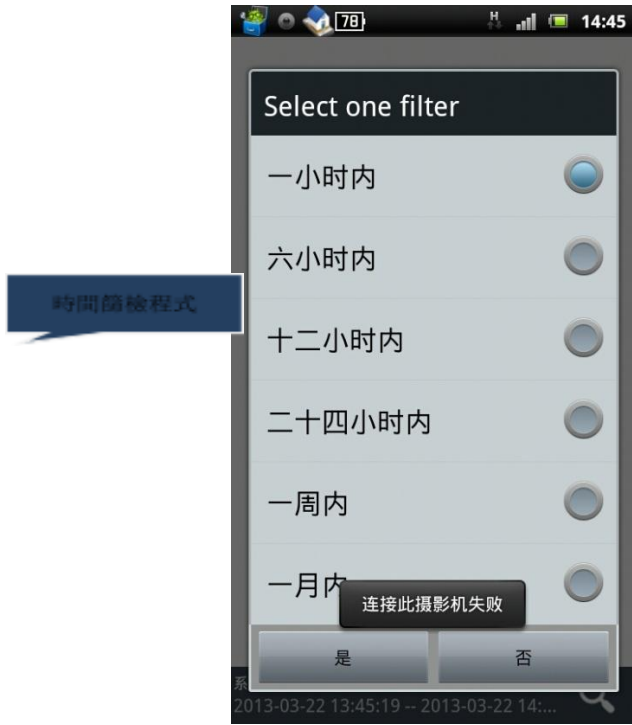 78
H
14:45
Select one filter
一小时内
六小时内
時間篩檢程式
十二小时内
二十四小时内
一周内
一月内
连接此摄影机失败
是
否
系
2013-03-22 13:45:19 -- 2013-03-22 14:...